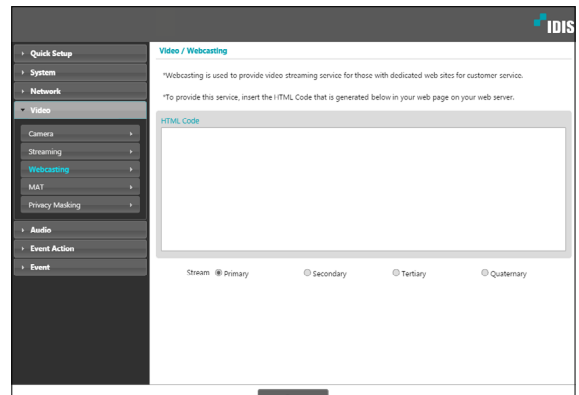 IDIS
Quick Setup
System
Network
Video
Camera
Streaming
Webcasting
MAT
Privacy Masking
Audio
Event Action
Event
Video / Webcasting
*Webcasting is used to provide video streaming service for those with dedicated web sites for customer service.
*To provide this service, insert the HTML Code that is generated below in your web page on your web server.
HTML Code
Stream Primary Secondary Tertiary Quaternary